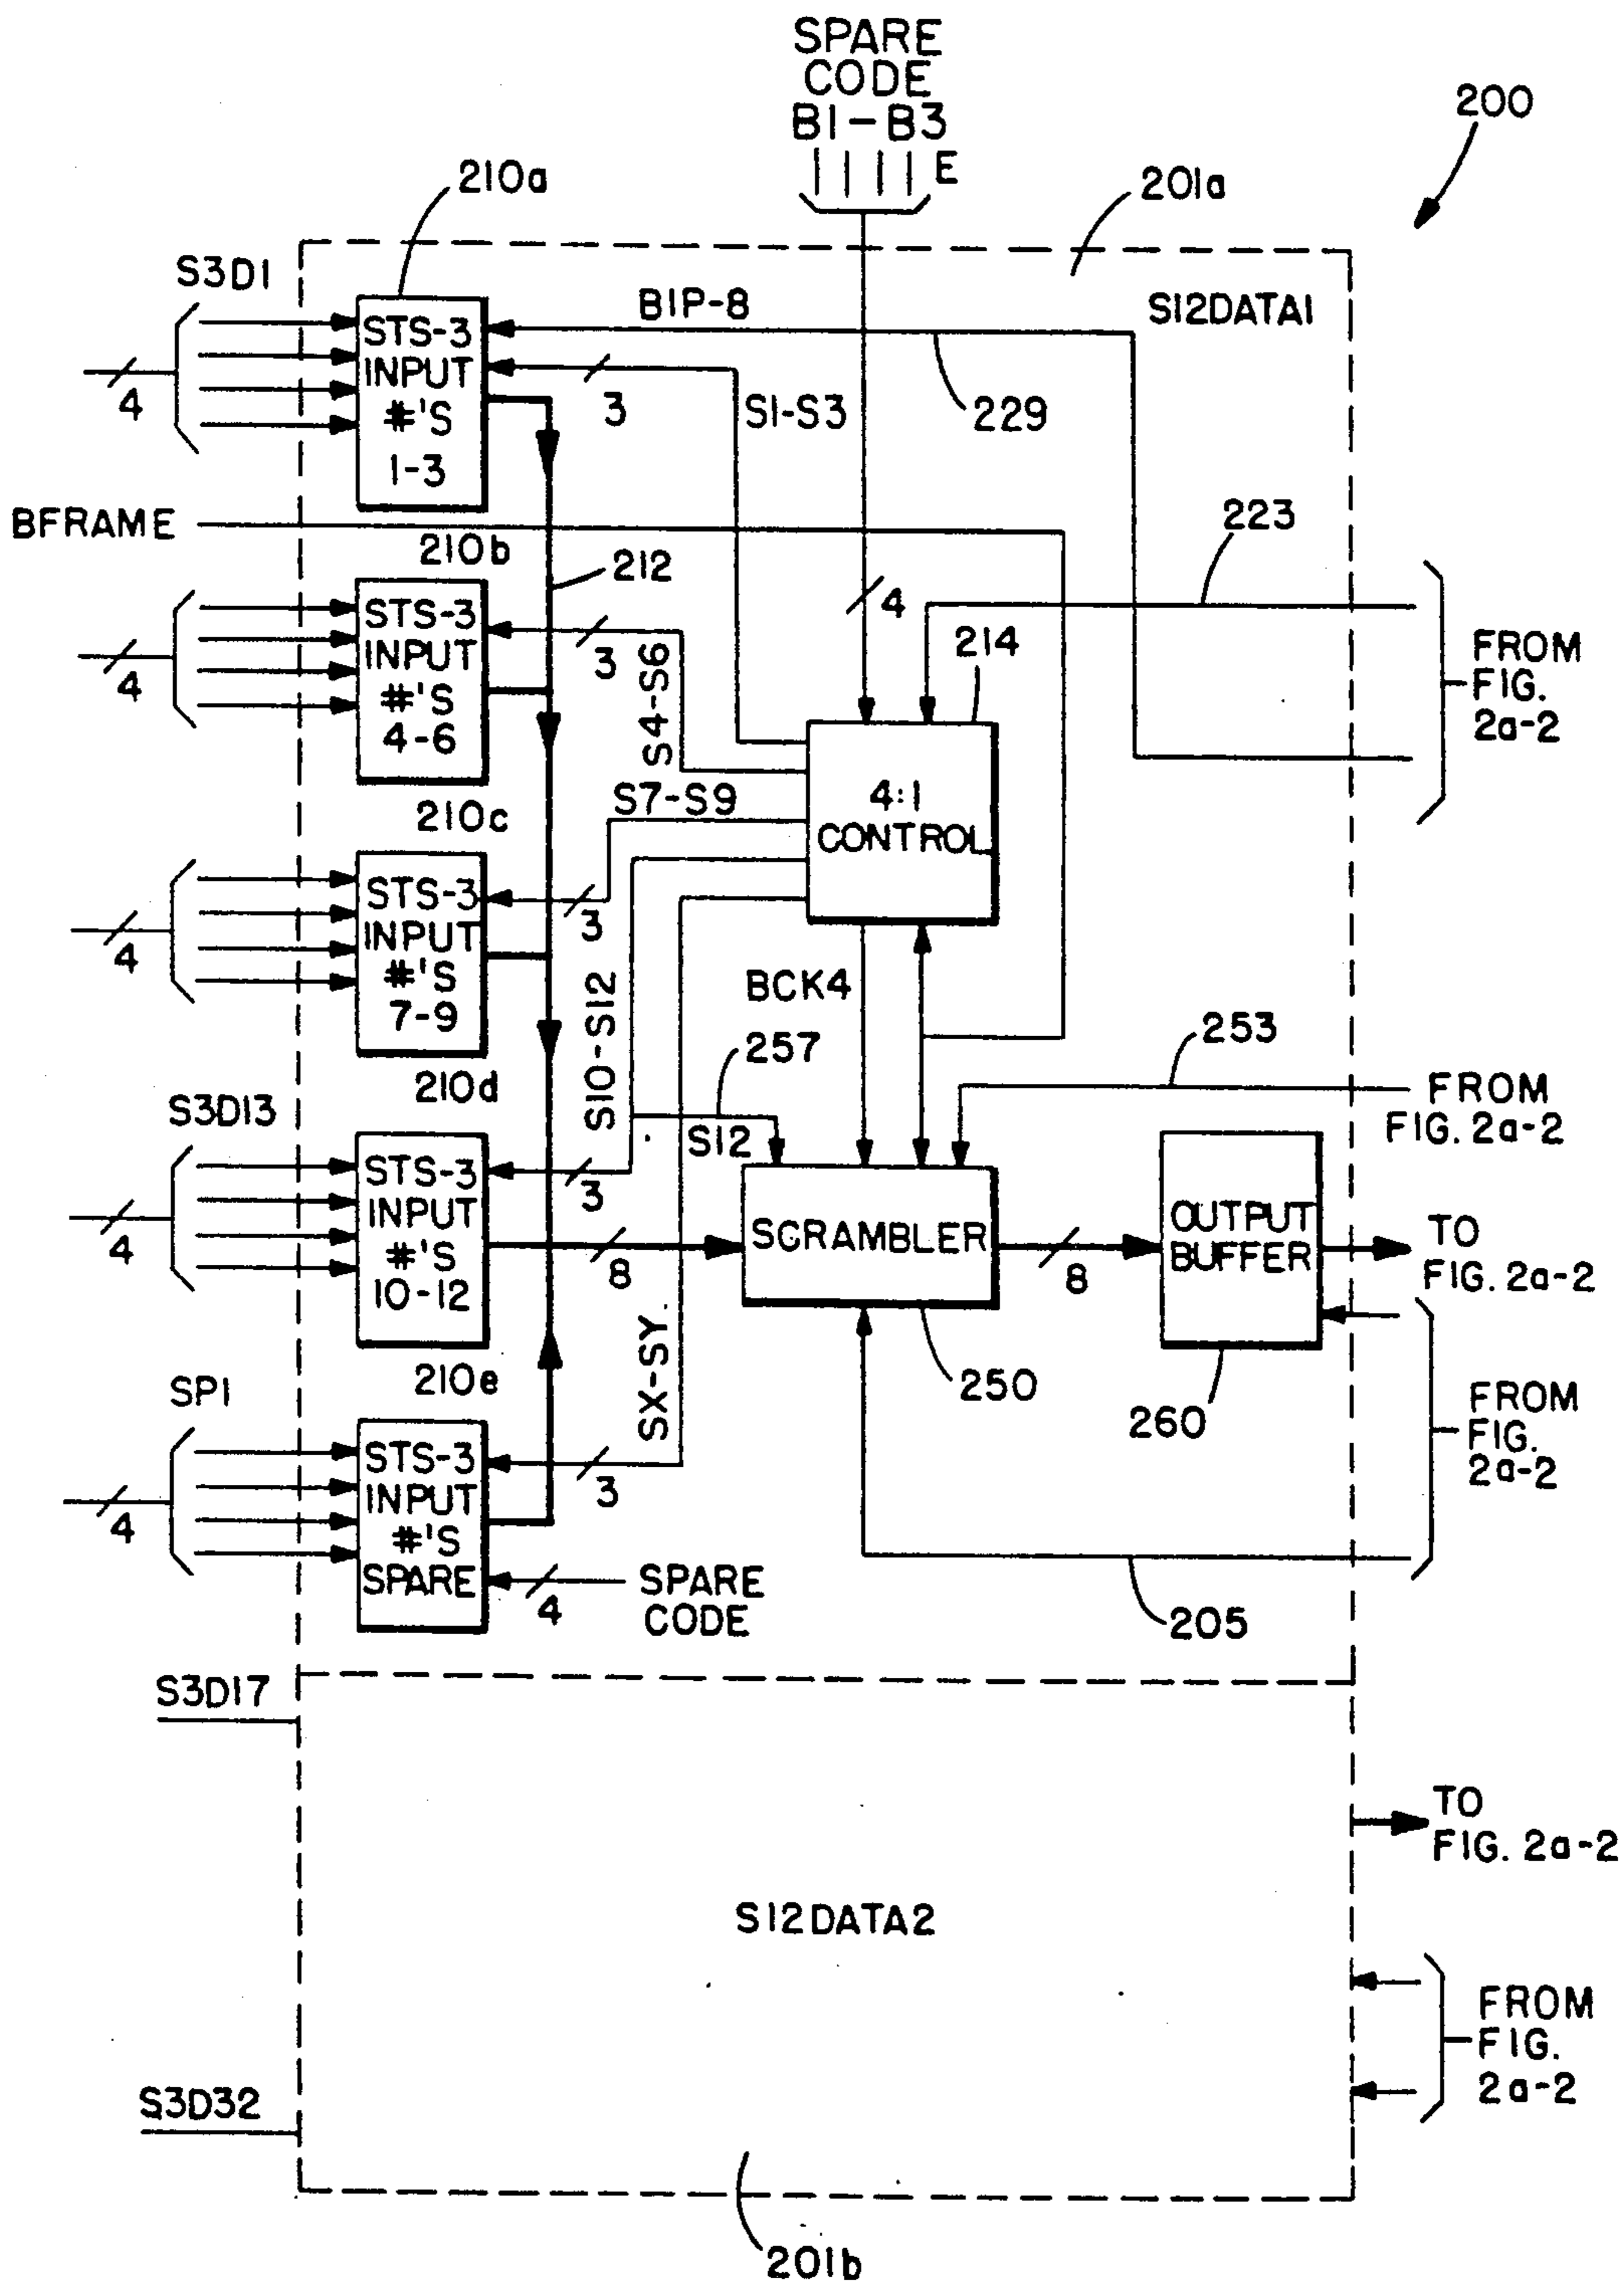 SPARE
CODE
B1-B3
E
200
210a
201a
S3D1
BIP-8
S12DATA1
STS-3
INPUT
#'S
1-3
4
3
S1-S3
229
BFRAME
210b
212
223
4
STS-3
INPUT
#'S
4-6
4
3
S4-S6
214
FROM
FIG.
2a-2
4:1
CONTROL
S7-S9
210c
STS-3
INPUT
#'S
7-9
4
3
S10-S12
BCK4
257
253
210d
S3D13
S12
FROM
FIG. 2a-2
STS-3
INPUT
#'S
10-12
4
3
8
SCRAMBLER
8
OUTPUT
BUFFER
TO
FIG. 2a-2
SX-SY
250
260
210e
SP1
FROM
FIG.
2a-2
STS-3
INPUT
#'S
SPARE
4
3
4
SPARE
CODE
205
S3D17
TO
FIG. 2a-2
S12DATA2
FROM
FIG.
2a-2
S3D32
201b